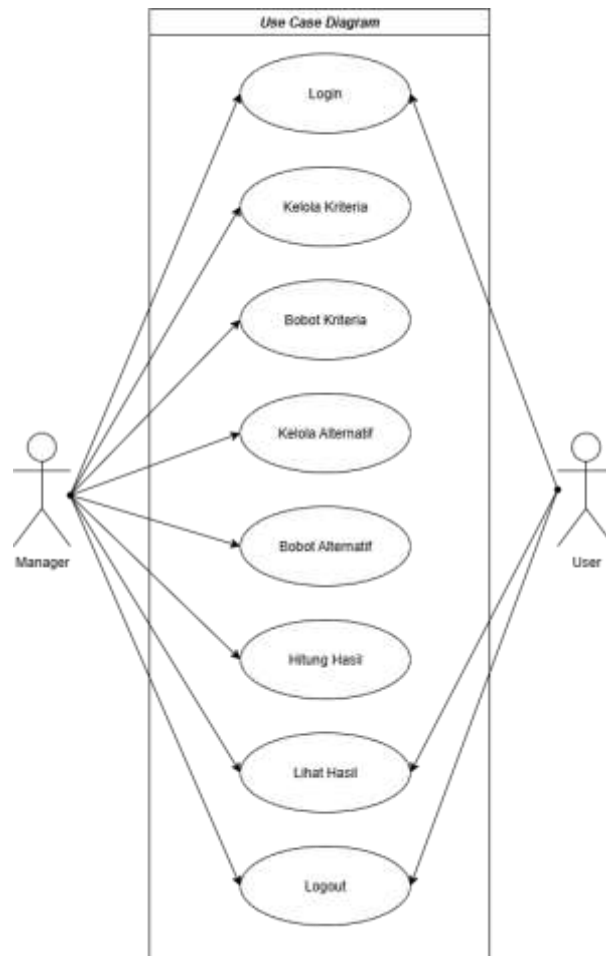 Use Case Diagram
Login
Kelola Kriteria
Bobot Kriteria
Kelola Alternatif
Manager
User
Bobot Alternatif
Hitung Hasil
Lihat Hasil
Logout